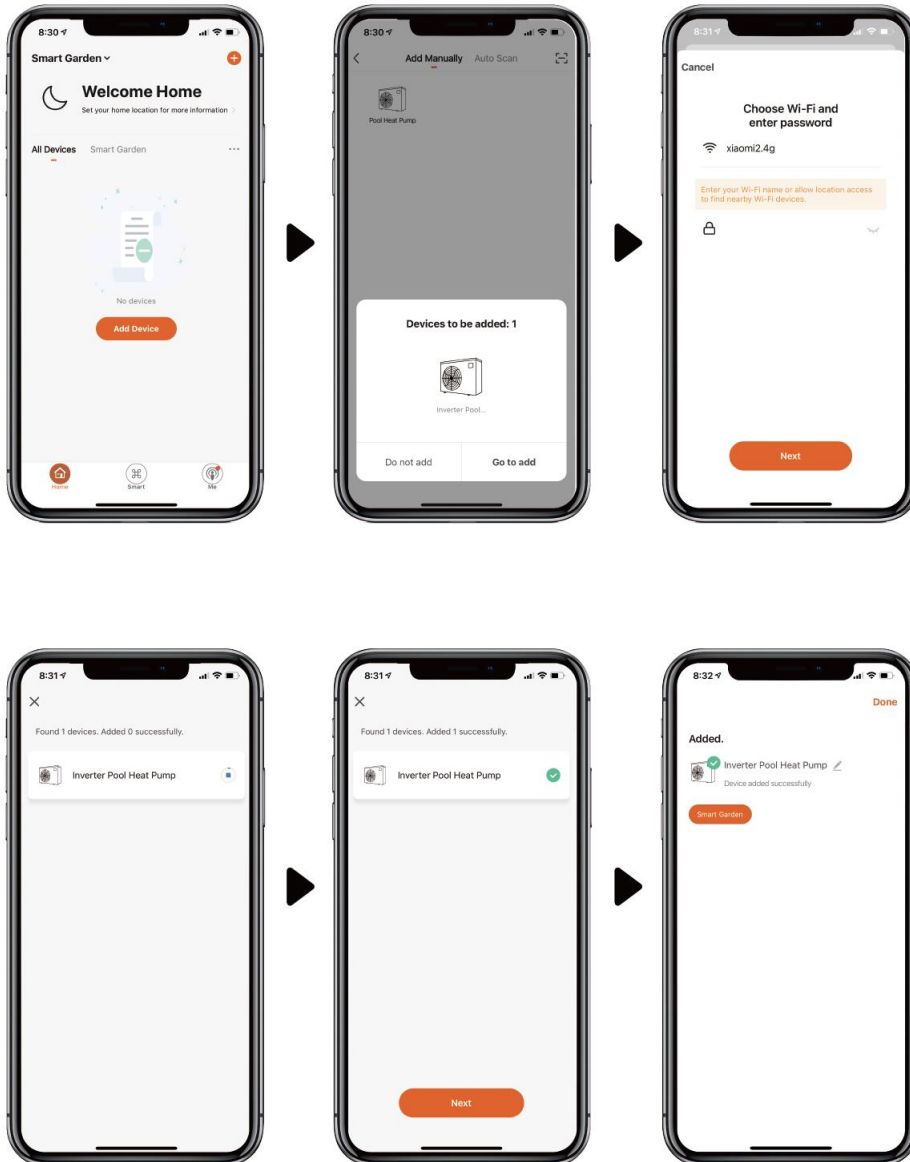 8:30
Smart Garden
Welcome Home
Set your home location for more information
All Devices Smart Garden ...
No devices
Add Device
Home Smart Me
8:30
Add Manually Auto Scan
Pool Heat Pump
Devices to be added: 1
Inverter Pool...
Do not add Go to add
8:31
Cancel
Choose Wi-Fi and
enter password
xiaomi2.4g
Enter your Wi-Fi name or allow location access
to find nearby Wi-Fi devices.
Next
8:31
Found 1 devices. Added 0 successfully.
Inverter Pool Heat Pump
8:31
Found 1 devices. Added 1 successfully.
Inverter Pool Heat Pump
Next
8:32
Done
Added.
Inverter Pool Heat Pump
Device added successfully
Smart Garden